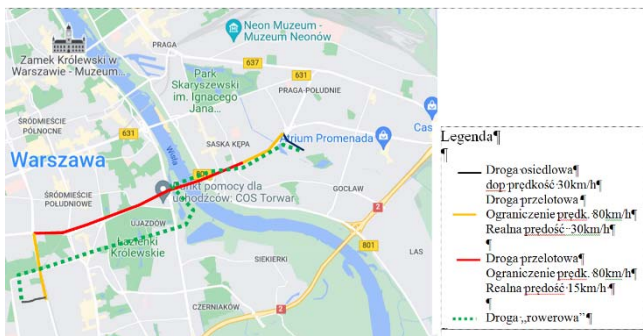 Neon Muzeum -
Muzeum Neonów
Zamek Królewski w
Warszawie - Muzeum...
PRAGA
637
631
Park
Skaryszewski
im. Ignacego
Jana...
PRAGA-POŁUDNIE
ŚRÓDMIEŚCIE
PÓŁNOCNE
631
Atrium Promenada
Cas
SASKA KĘPA
Warszawa
Wisła
801
Punkt pomocy dla
uchodźców: COS Torwar
GOCŁAW
ŚRÓDMIEŚCIE
POŁUDNIOWE
UJAZDÓW
2
Łazienki
Królewskie
801
LAS
SIEKIERKI
CZERNIAKÓW
2
Legenda¶
¶
Droga osiedlowa¶
dop prędkość 30km/h¶
Droga przelotowa¶
Ograniczenie prędk. 80km/h¶
Realna prędość 30km/h¶
¶
Droga przelotowa¶
Ograniczenie prędk. 80km/h¶
Realna prędość 15km/h¶
¶
Droga „rowerowa”¶